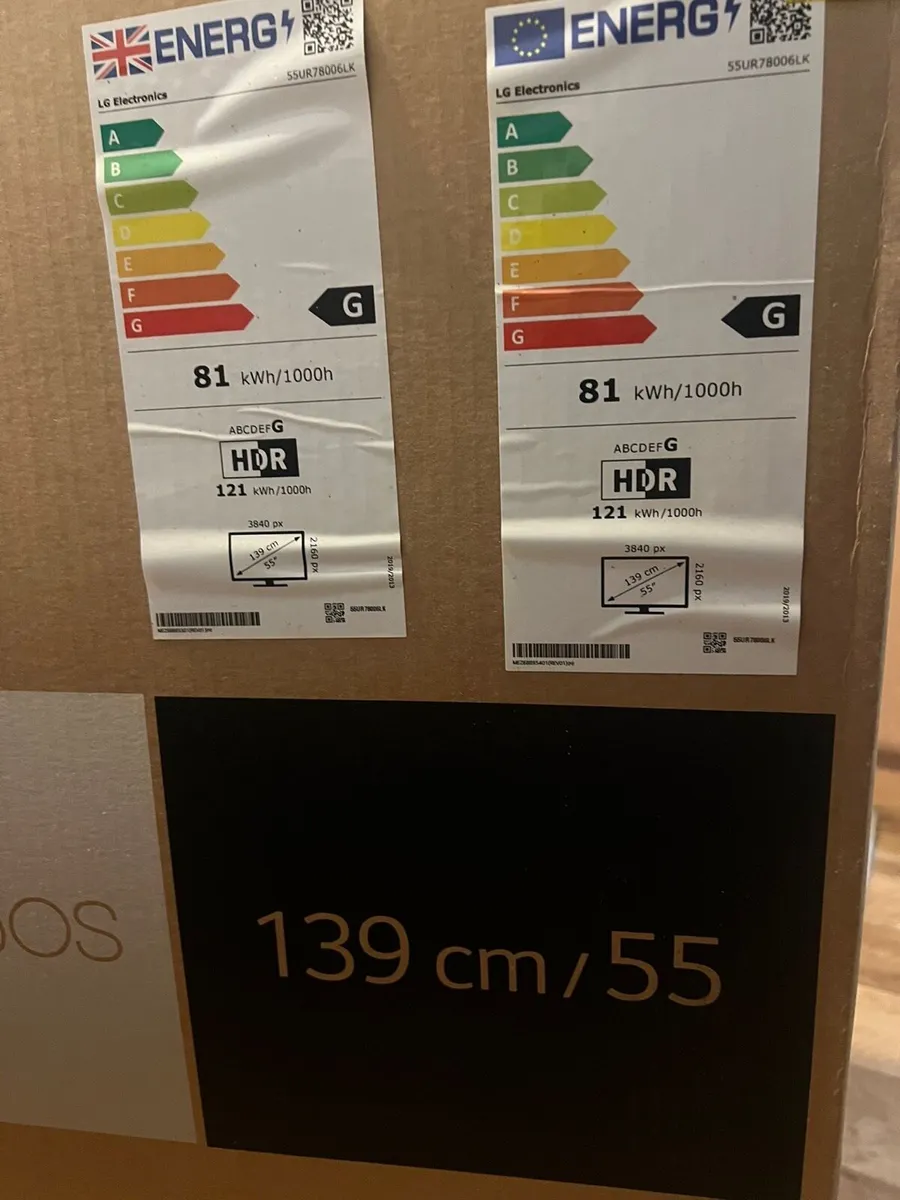 ENERG
55UR78006LK
LG Electronics
A
B
C
D
E
F
G
G
81 kWh/1000h
ABCDEFG
HDR
121 kWh/1000h
3840 px
139 cm
55"
2160 px
2019/2013
55UR78006LK
ENERG
55UR78006LK
LG Electronics
A
B
C
D
E
F
G
G
81 kWh/1000h
ABCDEFG
HDR
121 kWh/1000h
3840 px
139 cm
55"
2160 px
2019/2013
55UR78006LK
OS
139 cm / 55